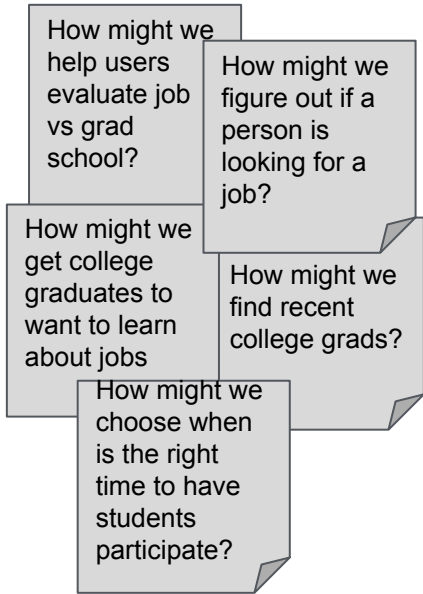 How might we
help users
evaluate job
vs grad
school?
How might we
figure out if a
person is
looking for a
job?
How might we
get college
graduates to
want to learn
about jobs
How might we
find recent
college grads?
How might we
choose when
is the right
time to have
students
participate?